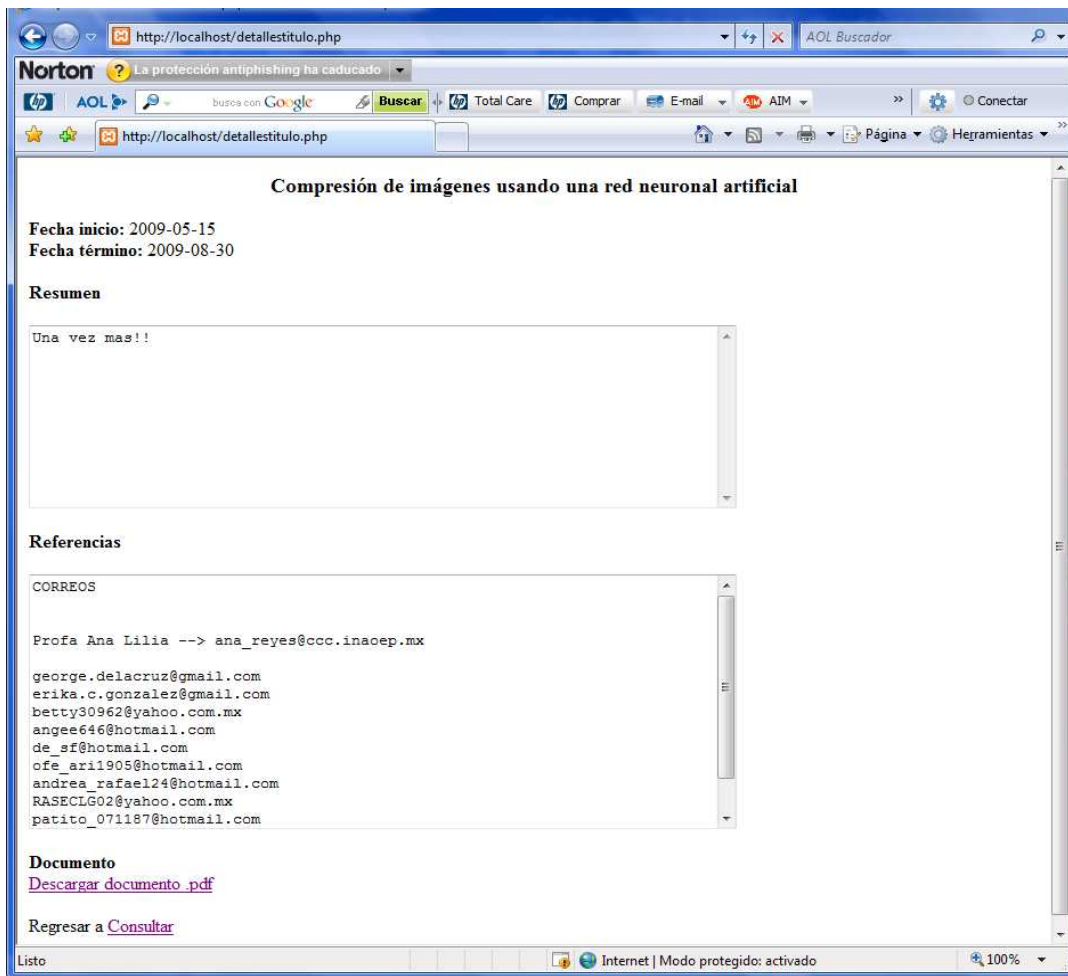 http://localhost/detallestitulo.php
AOL Buscador
Norton
? La protección antiphishing ha caducado
hp AOL busca con Google Buscar hp Total Care hp Comprar E-mail AIM AIM » Conectar
http://localhost/detallestitulo.php Página Herramientas »
Compresión de imágenes usando una red neuronal artificial
Fecha inicio: 2009-05-15
Fecha término: 2009-08-30
Resumen
Una vez mas!!
Referencias
CORREOS
Profa Ana Lilia --> ana_reyes@ccc.inaoep.mx
george.delacruz@gmail.com
erika.c.gonzalez@gmail.com
betty30962@yahoo.com.mx
angee646@hotmail.com
de_sf@hotmail.com
ofe_ari1905@hotmail.com
andrea_rafael24@hotmail.com
RASECLG02@yahoo.com.mx
patito_071187@hotmail.com
Documento
Descargar documento .pdf
Regresar a Consultar
Listo
Internet | Modo protegido: activado
100%